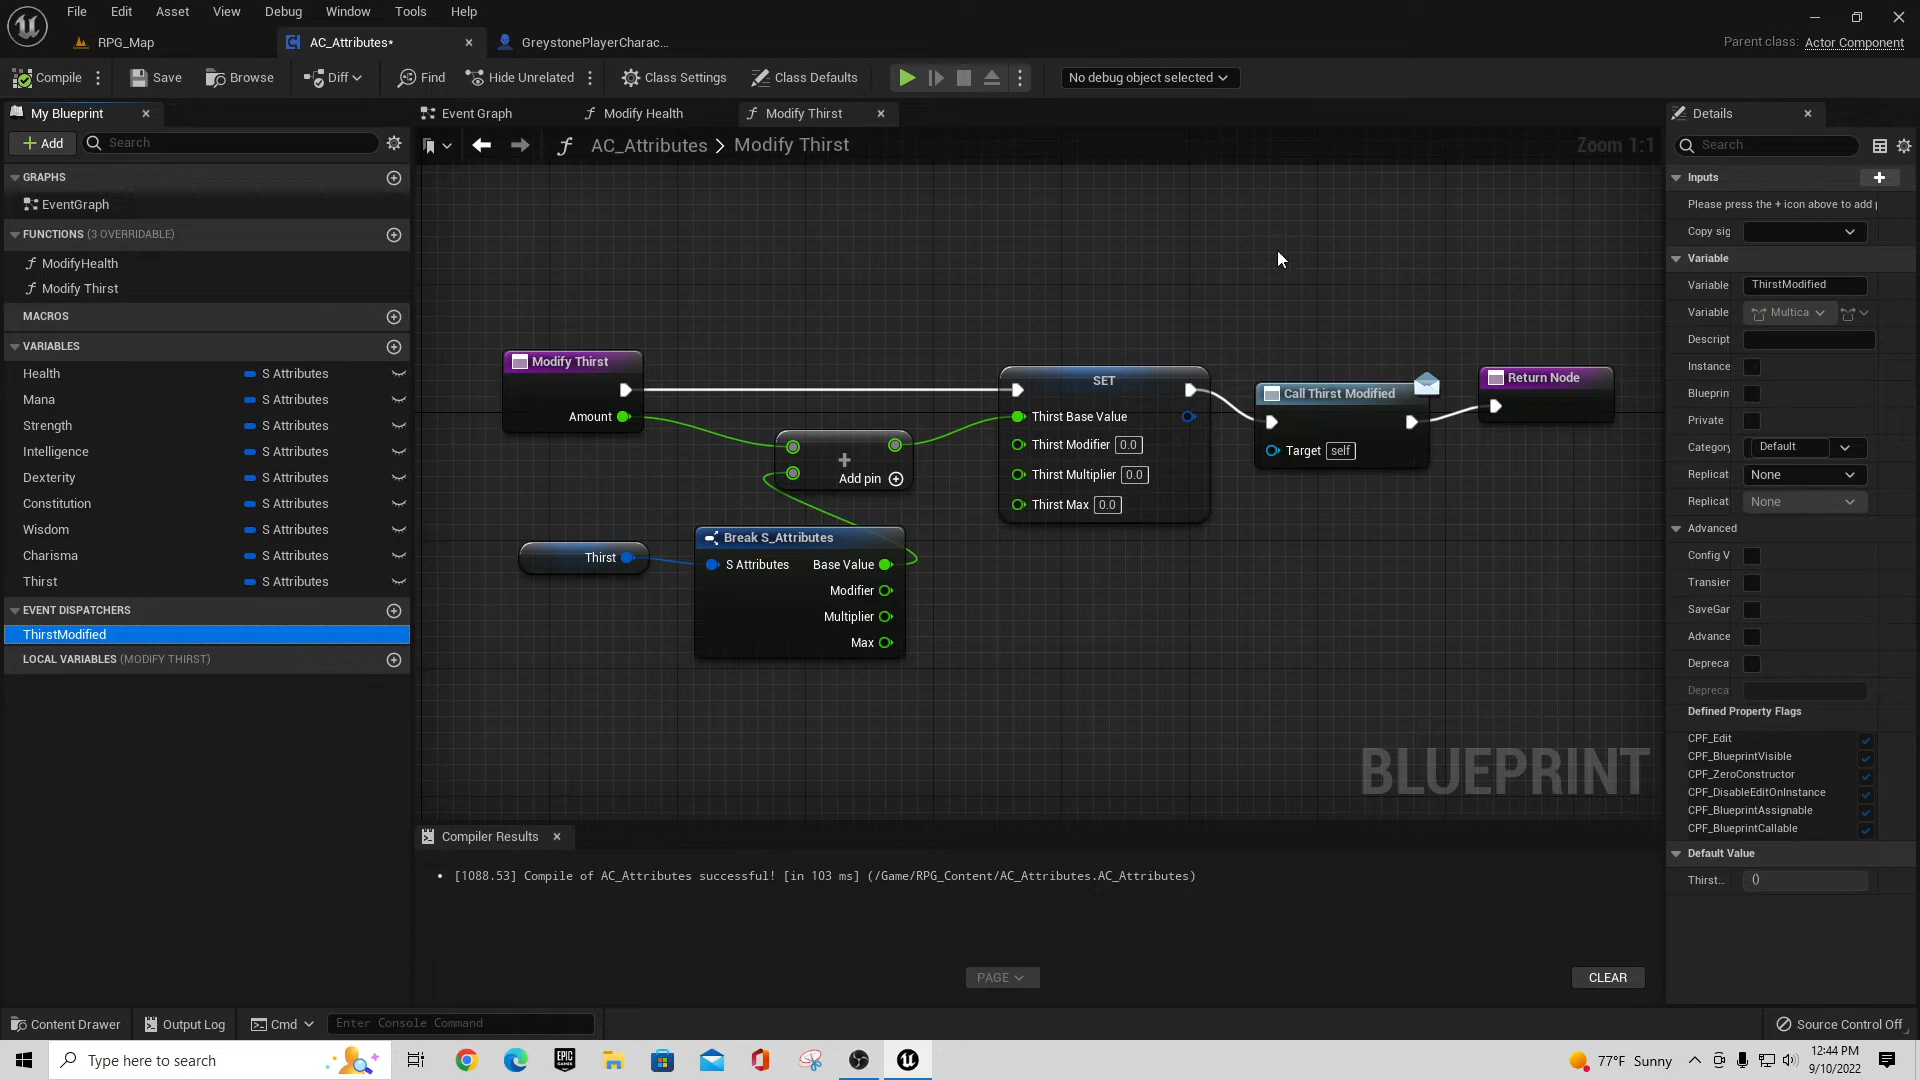 File Edit Asset View Debug Window Tools Help
RPG_Map AC_Attributes* GreystonePlayerCharac...
Parent class: Actor Component
Compile Save Browse Diff Find Hide Unrelated Class Settings Class Defaults No debug object selected
My Blueprint Event Graph Modify Health Modify Thirst Details
Add Search AC_Attributes > Modify Thirst Zoom 1:1 Search
GRAPHS
EventGraph
FUNCTIONS (3 OVERRIDABLE)
ModifyHealth
Modify Thirst
MACROS
VARIABLES
Health S Attributes
Mana S Attributes
Strength S Attributes
Intelligence S Attributes
Dexterity S Attributes
Constitution S Attributes
Wisdom S Attributes
Charisma S Attributes
Thirst S Attributes
EVENT DISPATCHERS
ThirstModified
LOCAL VARIABLES (MODIFY THIRST)
Modify Thirst
Amount
Add pin
Thirst
Break S_Attributes
S Attributes Base Value
Modifier
Multiplier
Max
SET
Thirst Base Value
Thirst Modifier 0.0
Thirst Multiplier 0.0
Thirst Max 0.0
Call Thirst Modified
Target self
Return Node
BLUEPRINT
Inputs
Please press the + icon above to add
Copy sig
Variable
Variable ThirstModified
Variable Multica
Descript
Instance
Blueprin
Private
Category Default
Replicat None
Replicat None
Advanced
Config V
Transien
SaveGar
Advance
Depreca
Depreca
Defined Property Flags
CPF_Edit
CPF_BlueprintVisible
CPF_ZeroConstructor
CPF_DisableEditOnInstance
CPF_BlueprintAssignable
CPF_BlueprintCallable
Default Value
Thirst... ()
Compiler Results
• [1088.53] Compile of AC_Attributes successful! [in 103 ms] (/Game/RPG_Content/AC_Attributes.AC_Attributes)
PAGE CLEAR
Content Drawer Output Log Cmd Enter Console Command Source Control Off
Type here to search EPIC GAMES 77°F Sunny 12:44 PM
9/10/2022